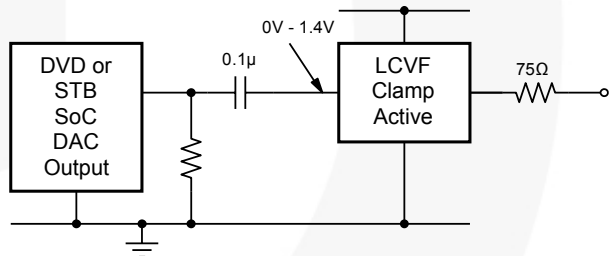 DVD or
STB
SoC
DAC
Output
0.1µ
0V - 1.4V
LCVF
Clamp
Active
75Ω